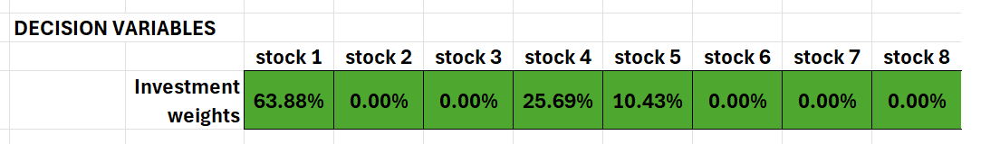 DECISION VARIABLES
stock 1 stock 2 stock 3 stock 4 stock 5 stock 6 stock 7 stock 8
Investment weights 63.88% 0.00% 0.00% 25.69% 10.43% 0.00% 0.00% 0.00%